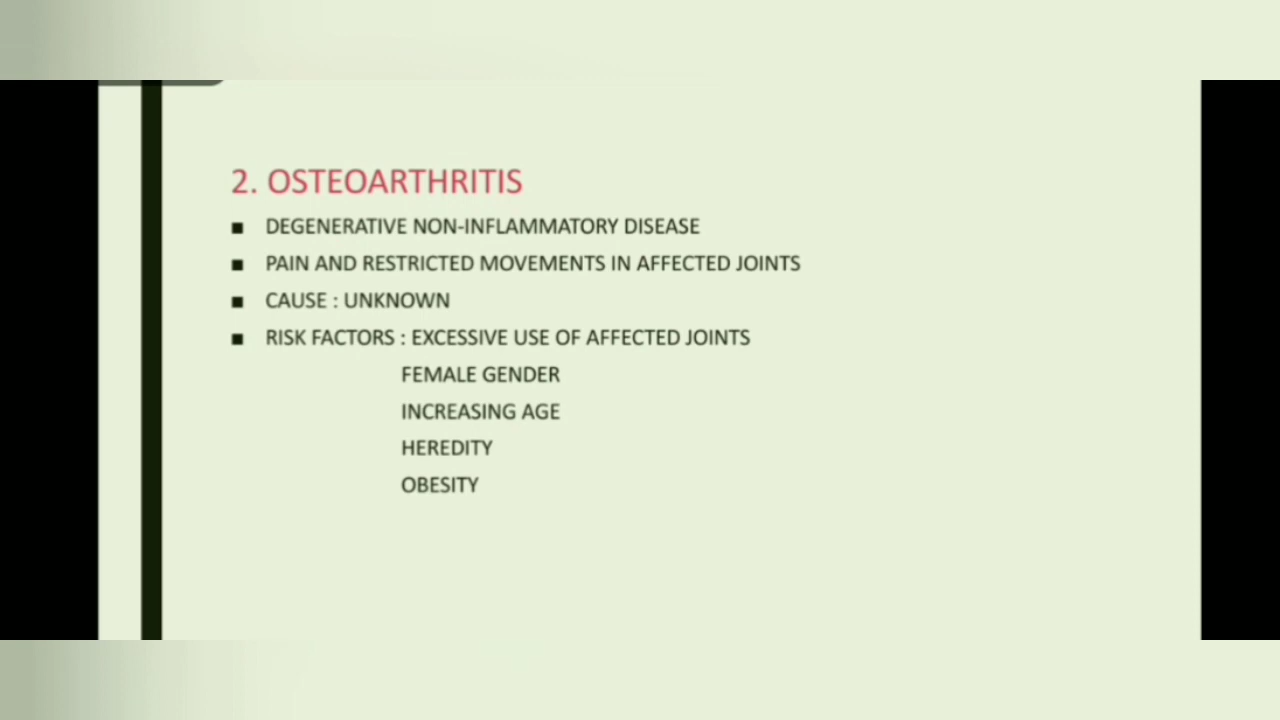 2. OSTEOARTHRITIS
■ DEGENERATIVE NON-INFLAMMATORY DISEASE
■ PAIN AND RESTRICTED MOVEMENTS IN AFFECTED JOINTS
■ CAUSE : UNKNOWN
■ RISK FACTORS : EXCESSIVE USE OF AFFECTED JOINTS
FEMALE GENDER
INCREASING AGE
HEREDITY
OBESITY